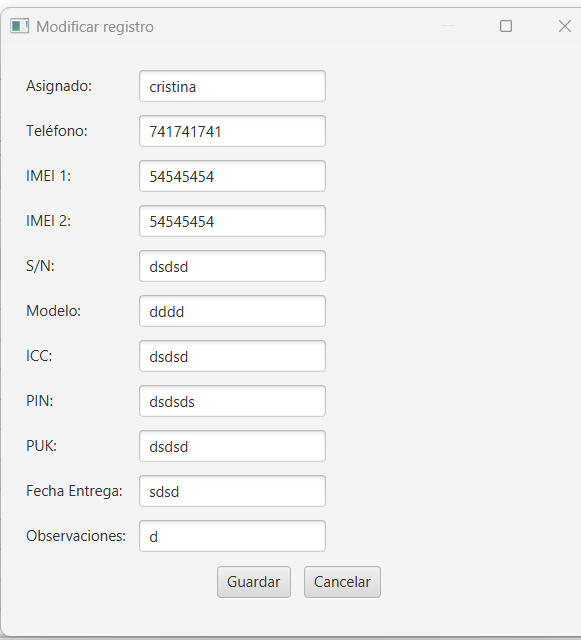 Modificar registro
Asignado: cristina
Teléfono: 741741741
IMEI 1: 54545454
IMEI 2: 54545454
S/N: dsdsd
Modelo: dddd
ICC: dsdsd
PIN: dsdsds
PUK: dsdsd
Fecha Entrega: sdsd
Observaciones: d
Guardar Cancelar